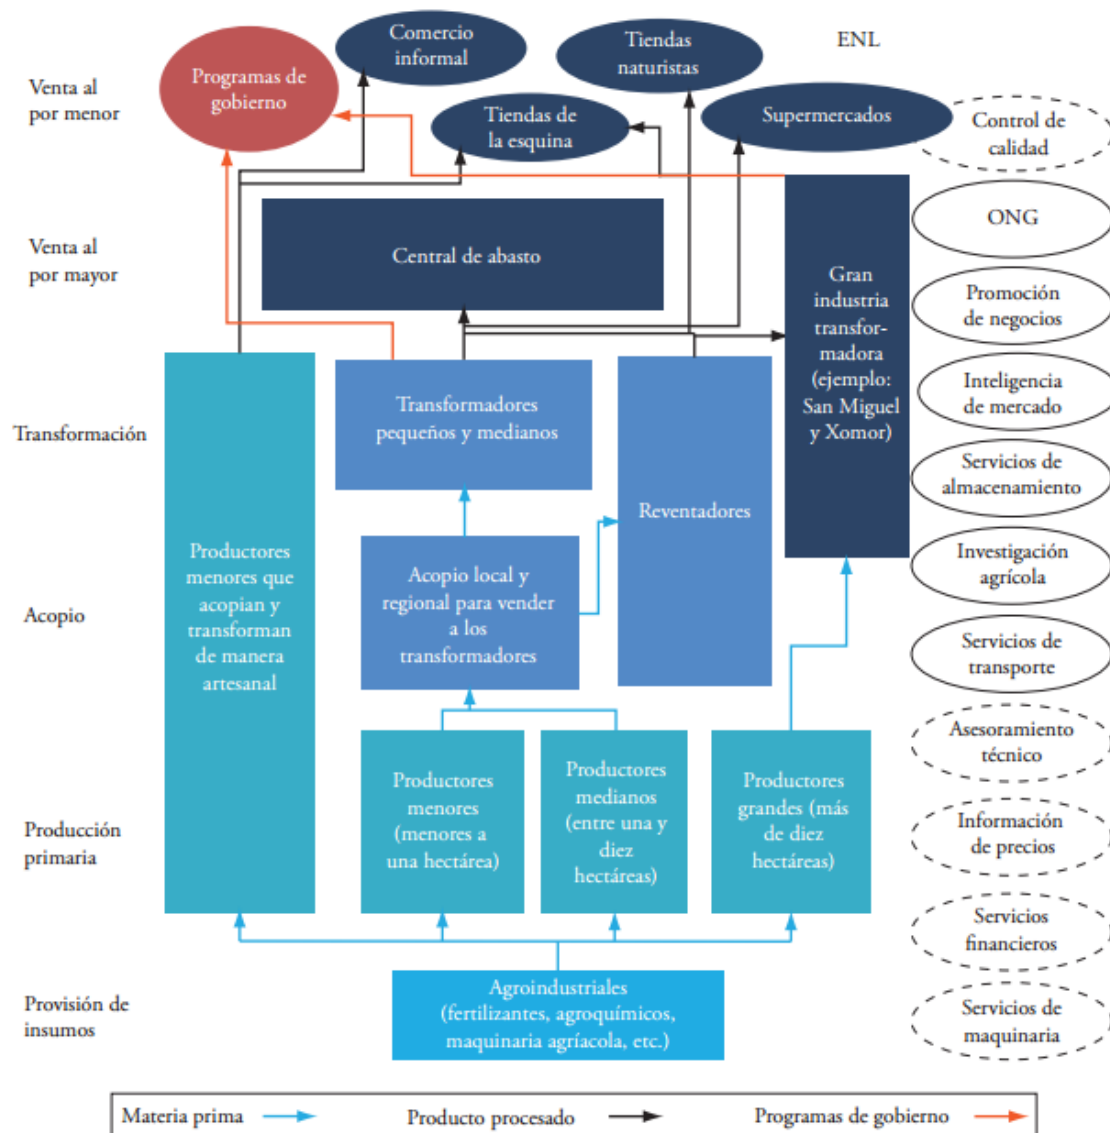 Venta al
por menor
Programas de
gobierno
Comercio
informal
Tiendas
naturistas
ENL
Tiendas de
la esquina
Supermercados
Control de
calidad
Venta al
por mayor
Central de abasto
Gran
industria
transfor-
madora
(ejemplo:
San Miguel
y Xomor)
ONG
Promoción
de negocios
Inteligencia
de mercado
Transformación
Transformadores
pequeños y medianos
Reventadores
Servicios de
almacenamiento
Acopio
Productores
menores que
acopian y
transforman
de manera
artesanal
Acopio local y
regional para vender
a los
transformadores
Investigación
agrícola
Servicios de
transporte
Asesoramiento
técnico
Producción
primaria
Productores
menores
(menores a
una hectárea)
Productores
medianos
(entre una y
diez
hectáreas)
Productores
grandes (más
de diez
hectáreas)
Información
de precios
Servicios
financieros
Provisión de
insumos
Agroindustriales
(fertilizantes, agroquímicos,
maquinaria agríacola, etc.)
Servicios de
maquinaria
Materia prima
Producto procesado
Programas de gobierno